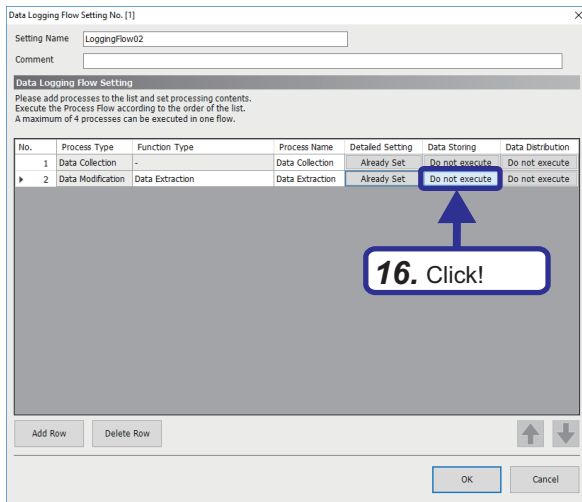 Data Logging Flow Setting No. [1]
Setting Name LoggingFlow02
Comment
Data Logging Flow Setting
Please add processes to the list and set processing contents.
Execute the Process Flow according to the order of the list.
A maximum of 4 processes can be executed in one flow.
No. Process Type Function Type Process Name Detailed Setting Data Storing Data Distribution
1 Data Collection - Data Collection Already Set Do not execute Do not execute
2 Data Modification Data Extraction Data Extraction Already Set Do not execute Do not execute
16. Click!
Add Row Delete Row
OK Cancel